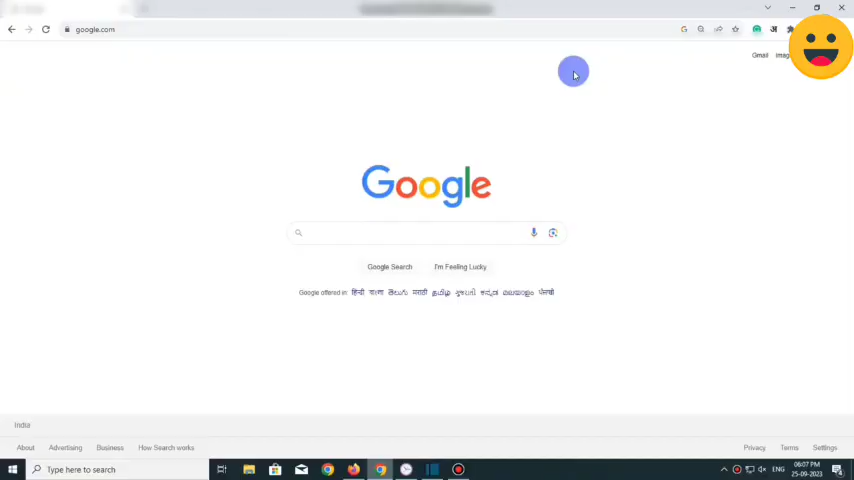 google.com
Gmail
Google
Google Search I'm Feeling Lucky
Google offered in: हिन्दी বাংলা తెలుగు मराठी தமிழ் ગુજરાતી ಕನ್ನಡ മലയാളം ਪੰਜਾਬੀ
India
About Advertising Business How Search works Privacy Terms Settings
Type here to search
ENG
06:07 PM
25-09-2023